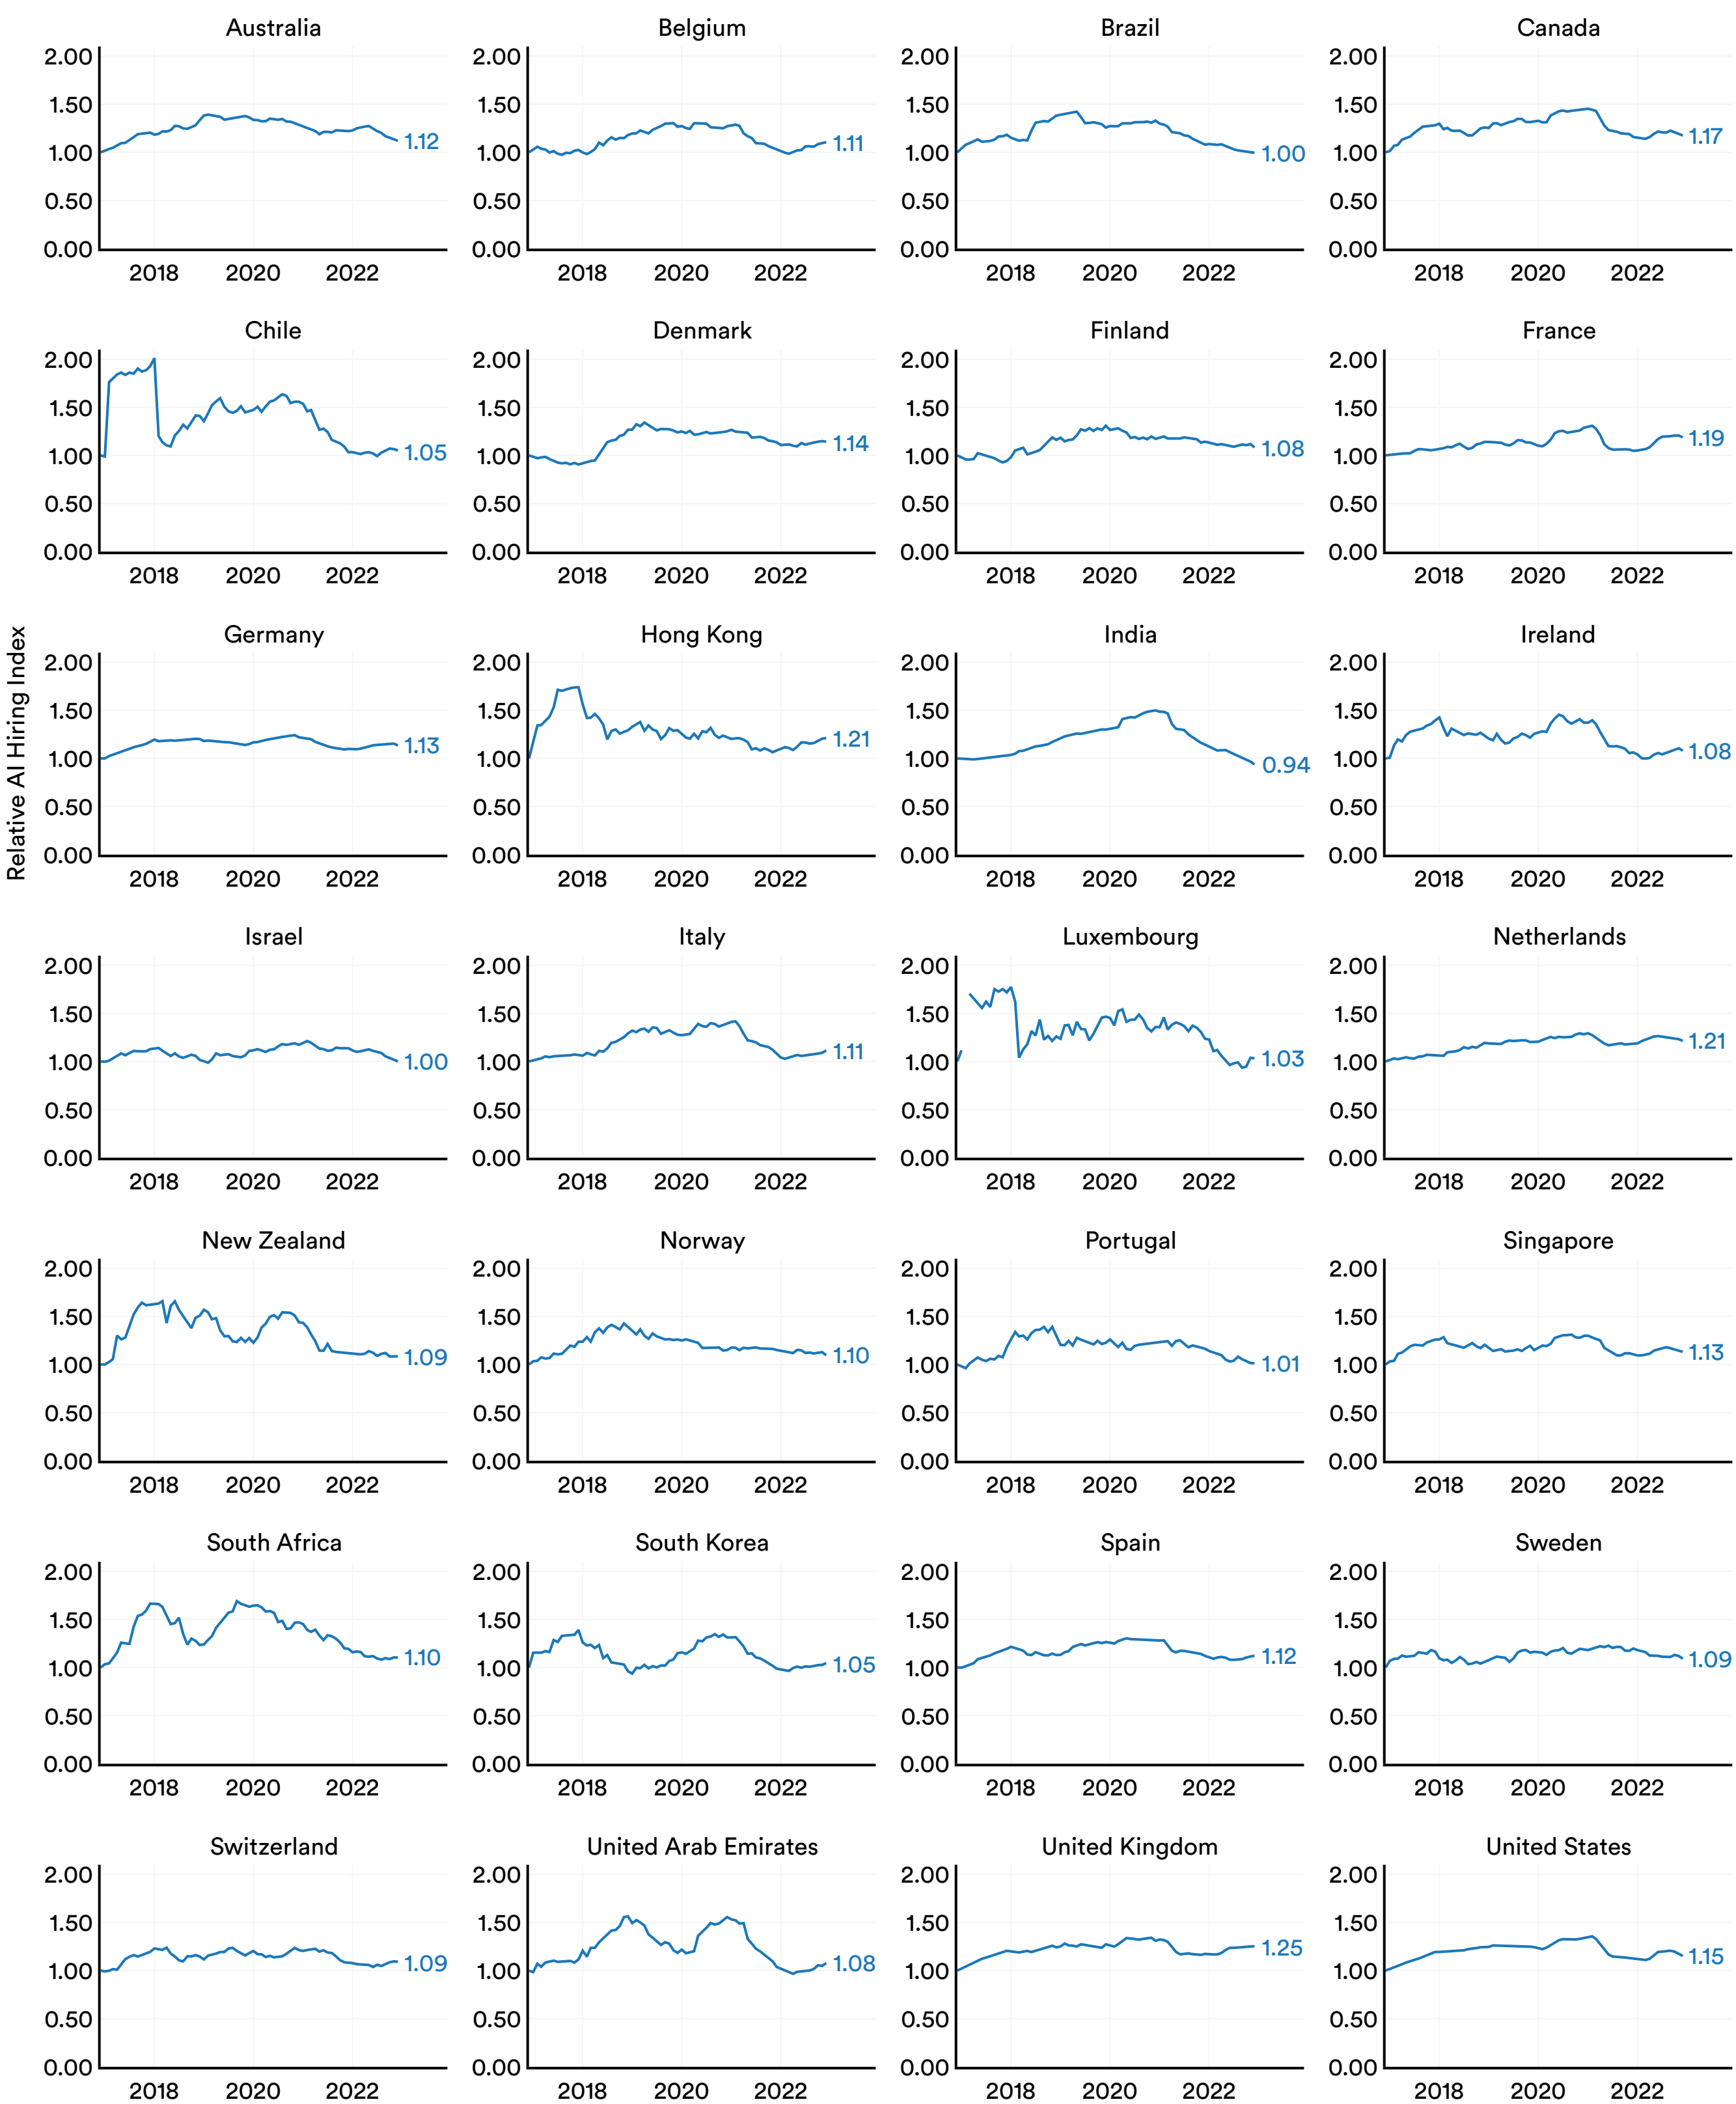 Relative AI Hiring Index
Australia
2.00
1.50
1.00
0.50
0.00
2018 2020 2022
1.12
Belgium
2.00
1.50
1.00
0.50
0.00
2018 2020 2022
1.11
Brazil
2.00
1.50
1.00
0.50
0.00
2018 2020 2022
1.00
Canada
2.00
1.50
1.00
0.50
0.00
2018 2020 2022
1.17
Chile
2.00
1.50
1.00
0.50
0.00
2018 2020 2022
1.05
Denmark
2.00
1.50
1.00
0.50
0.00
2018 2020 2022
1.14
Finland
2.00
1.50
1.00
0.50
0.00
2018 2020 2022
1.08
France
2.00
1.50
1.00
0.50
0.00
2018 2020 2022
1.19
Germany
2.00
1.50
1.00
0.50
0.00
2018 2020 2022
1.13
Hong Kong
2.00
1.50
1.00
0.50
0.00
2018 2020 2022
1.21
India
2.00
1.50
1.00
0.50
0.00
2018 2020 2022
0.94
Ireland
2.00
1.50
1.00
0.50
0.00
2018 2020 2022
1.08
Israel
2.00
1.50
1.00
0.50
0.00
2018 2020 2022
1.00
Italy
2.00
1.50
1.00
0.50
0.00
2018 2020 2022
1.11
Luxembourg
2.00
1.50
1.00
0.50
0.00
2018 2020 2022
1.03
Netherlands
2.00
1.50
1.00
0.50
0.00
2018 2020 2022
1.21
New Zealand
2.00
1.50
1.00
0.50
0.00
2018 2020 2022
1.09
Norway
2.00
1.50
1.00
0.50
0.00
2018 2020 2022
1.10
Portugal
2.00
1.50
1.00
0.50
0.00
2018 2020 2022
1.01
Singapore
2.00
1.50
1.00
0.50
0.00
2018 2020 2022
1.13
South Africa
2.00
1.50
1.00
0.50
0.00
2018 2020 2022
1.10
South Korea
2.00
1.50
1.00
0.50
0.00
2018 2020 2022
1.05
Spain
2.00
1.50
1.00
0.50
0.00
2018 2020 2022
1.12
Sweden
2.00
1.50
1.00
0.50
0.00
2018 2020 2022
1.09
Switzerland
2.00
1.50
1.00
0.50
0.00
2018 2020 2022
1.09
United Arab Emirates
2.00
1.50
1.00
0.50
0.00
2018 2020 2022
1.08
United Kingdom
2.00
1.50
1.00
0.50
0.00
2018 2020 2022
1.25
United States
2.00
1.50
1.00
0.50
0.00
2018 2020 2022
1.15